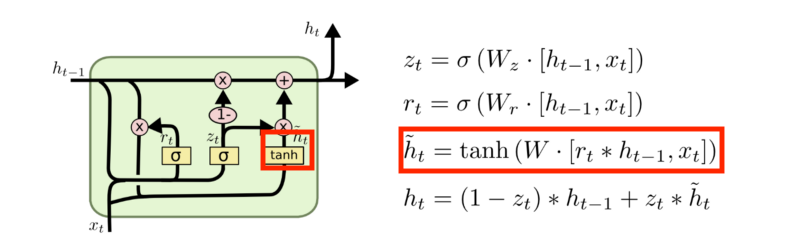 h_t
h_{t-1}
x +
1-
x x
r_t z_t h̃_t
σ σ tanh
x_t
z_t = σ (W_z · [h_{t-1}, x_t])
r_t = σ (W_r · [h_{t-1}, x_t])
h̃_t = tanh (W · [r_t * h_{t-1}, x_t])
h_t = (1 − z_t) * h_{t-1} + z_t * h̃_t